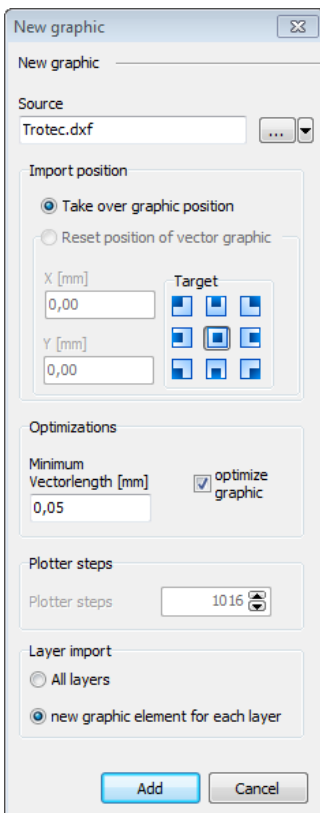 New graphic
New graphic
Source
Trotec.dxf
...
Import position
Take over graphic position
Reset position of vector graphic
X [mm]
0,00
Target
Y [mm]
0,00
Optimizations
Minimum
Vectorlength [mm]
0,05
optimize
graphic
Plotter steps
Plotter steps
1016
Layer import
All layers
new graphic element for each layer
Add
Cancel